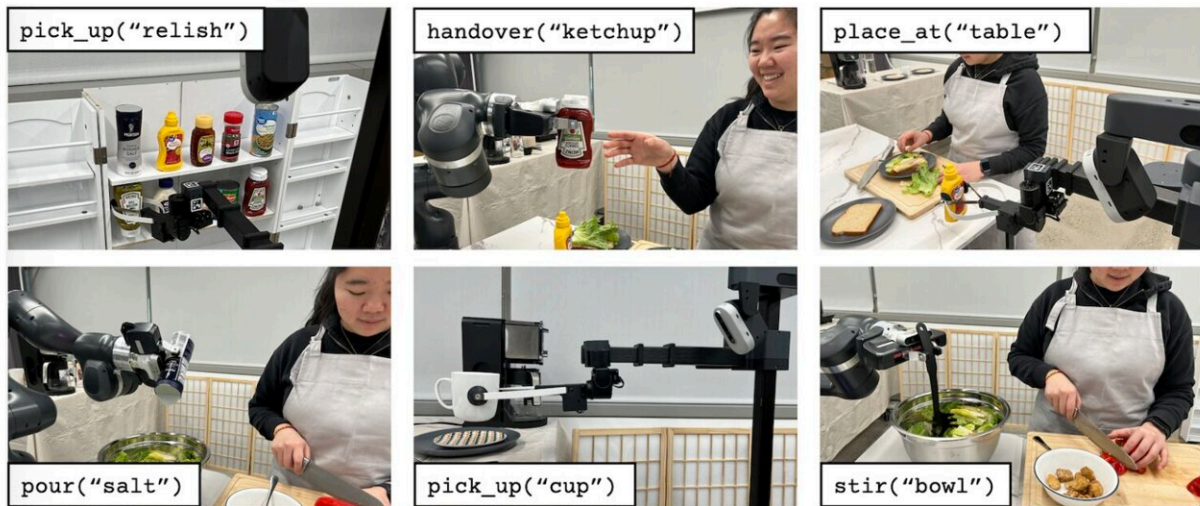 pick_up(“relish”)
handover(“ketchup”)
place_at(“table”)
pour(“salt”)
pick_up(“cup”)
stir(“bowl”)